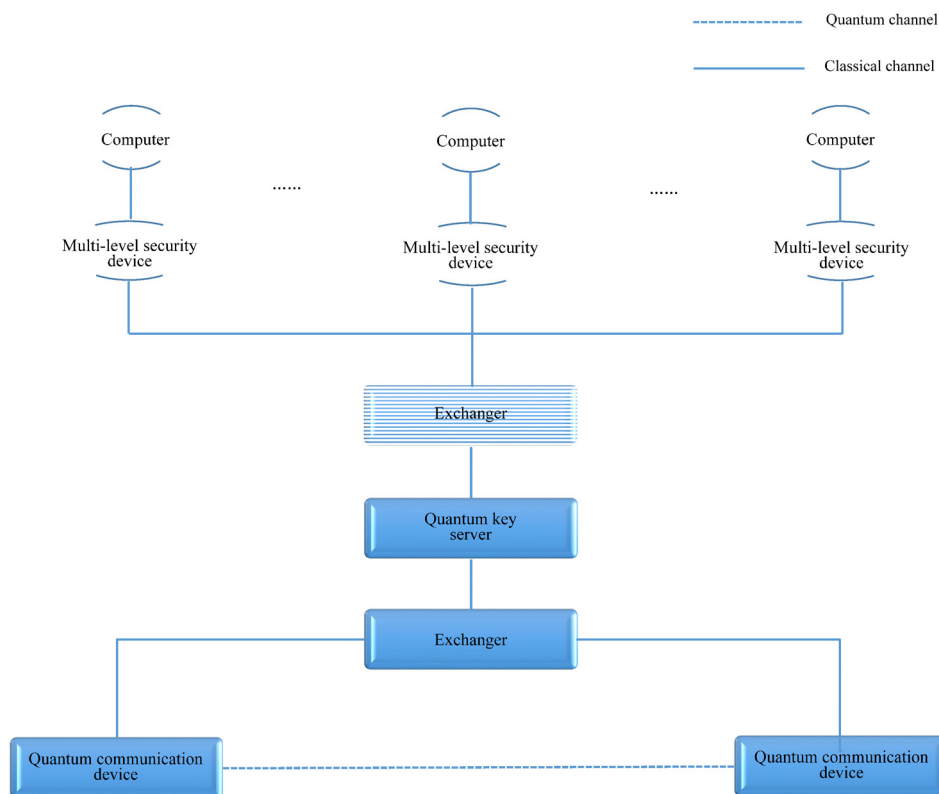 Quantum channel
Classical channel
Computer
Computer
Computer
......
......
Multi-level security
device
Multi-level security
device
Multi-level security
device
Exchanger
Quantum key
server
Exchanger
Quantum communication
device
Quantum communication
device